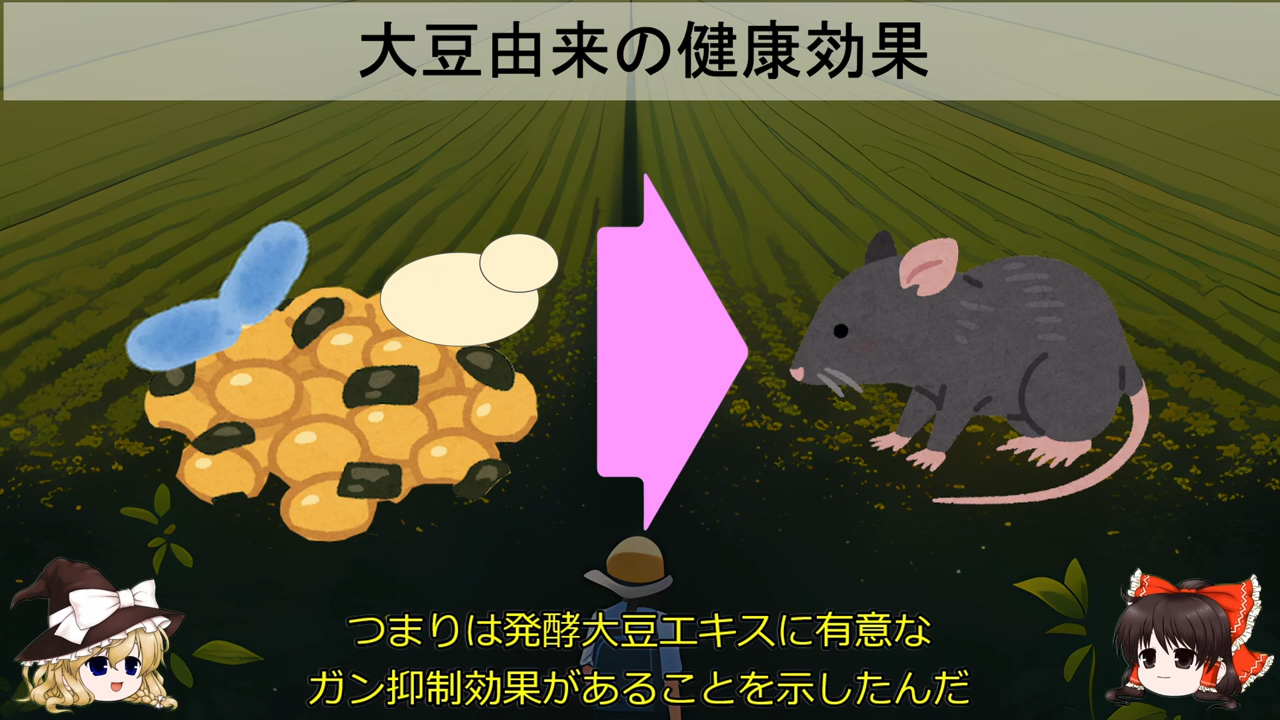 大豆由来の健康効果
つまりは発酵大豆エキスに有意な
ガン抑制効果があることを示したんだ